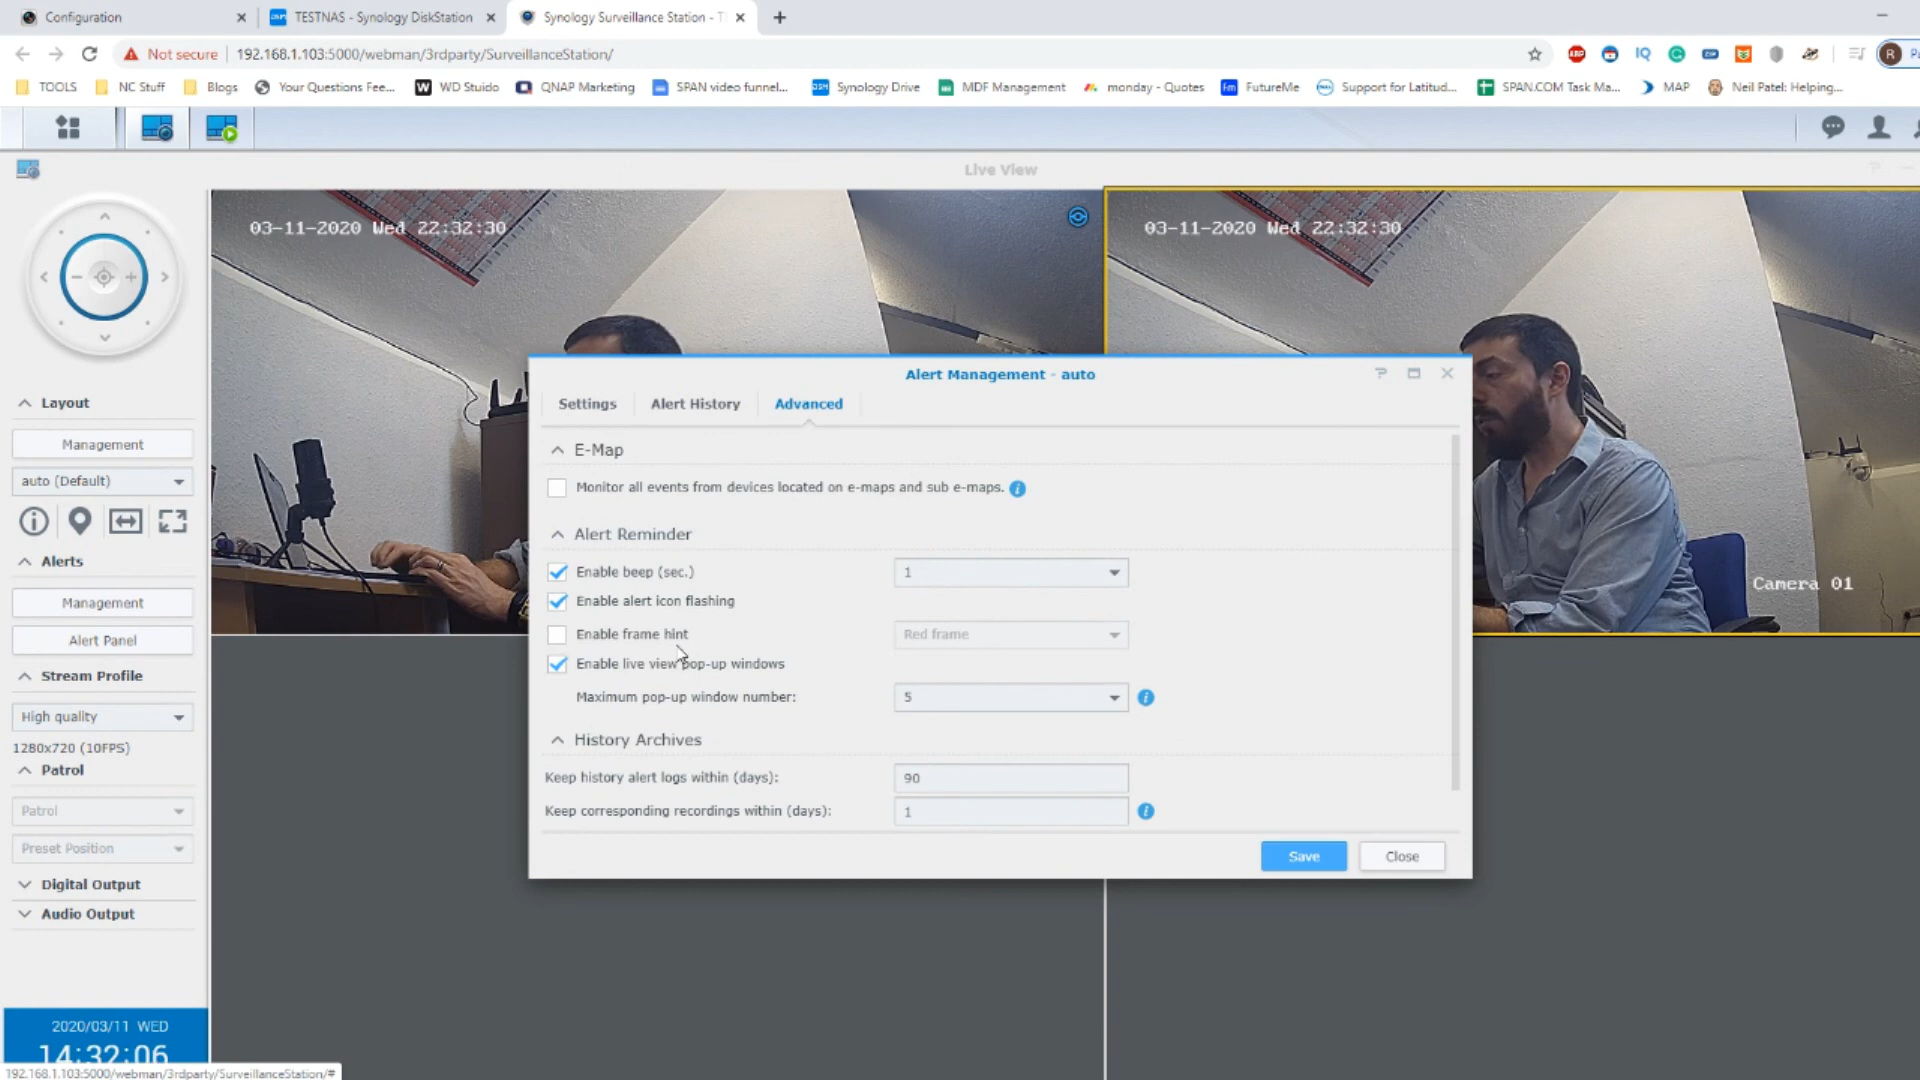 Configuration
TESTNAS - Synology DiskStation
Synology Surveillance Station - T
Not secure
192.168.1.103:5000/webman/3rdparty/SurveillanceStation/
TOOLS
NC Stuff
Blogs
Your Questions Fee...
WD Stuido
QNAP Marketing
SPAN video funnel...
Synology Drive
MDF Management
monday - Quotes
FutureMe
Support for Latitud...
SPAN.COM Task Ma...
MAP
Neil Patel: Helping...
Live View
03-11-2020 Wed 22:32:30
03-11-2020 Wed 22:32:30
Camera 01
Layout
Management
auto (Default)
Alerts
Management
Alert Panel
Stream Profile
High quality
1280x720 (10FPS)
Patrol
Patrol
Preset Position
Digital Output
Audio Output
2020/03/11 WED
14:32:06
192.168.1.103:5000/webman/3rdparty/SurveillanceStation/#
Alert Management - auto
Settings
Alert History
Advanced
E-Map
Monitor all events from devices located on e-maps and sub e-maps.
Alert Reminder
Enable beep (sec.)
1
Enable alert icon flashing
Enable frame hint
Red frame
Enable live view pop-up windows
Maximum pop-up window number:
5
History Archives
Keep history alert logs within (days):
90
Keep corresponding recordings within (days):
1
Save
Close